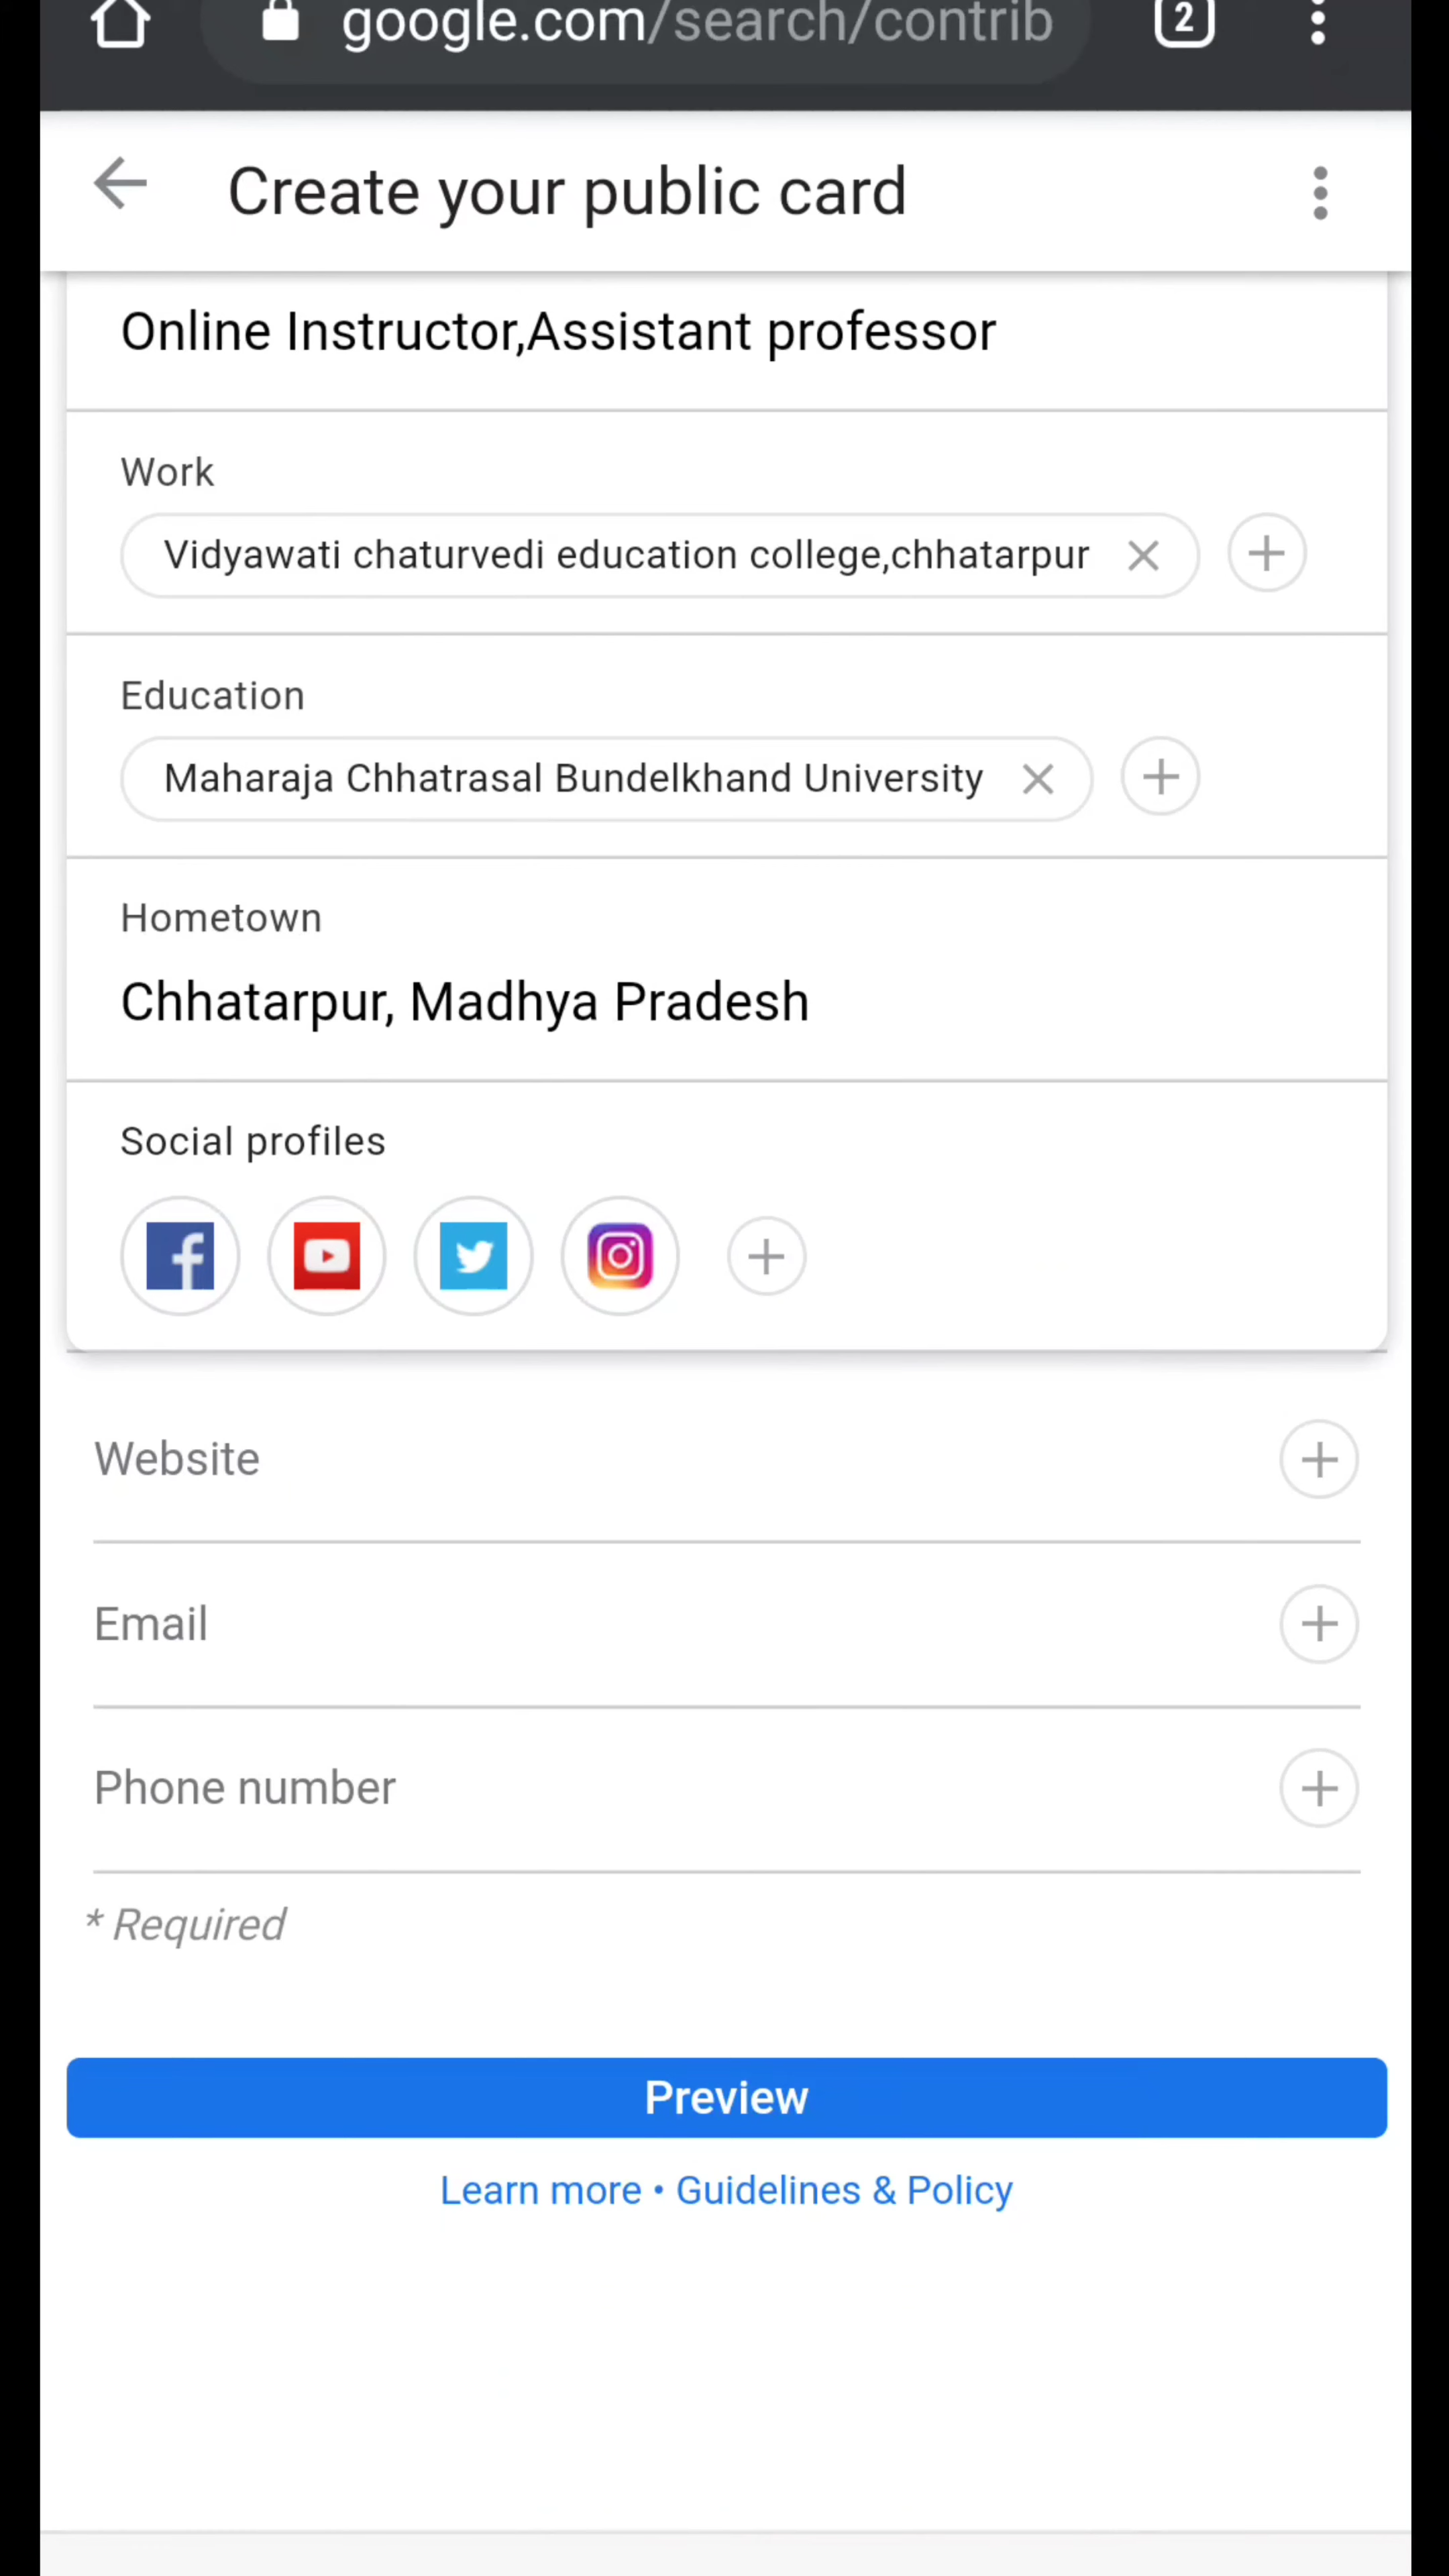 google.com/search/contrib
2
Create your public card
Online Instructor,Assistant professor
Work
Vidyawati chaturvedi education college,chhatarpur
Education
Maharaja Chhatrasal Bundelkhand University
Hometown
Chhatarpur, Madhya Pradesh
Social profiles
Website
Email
Phone number
* Required
Preview
Learn more • Guidelines & Policy